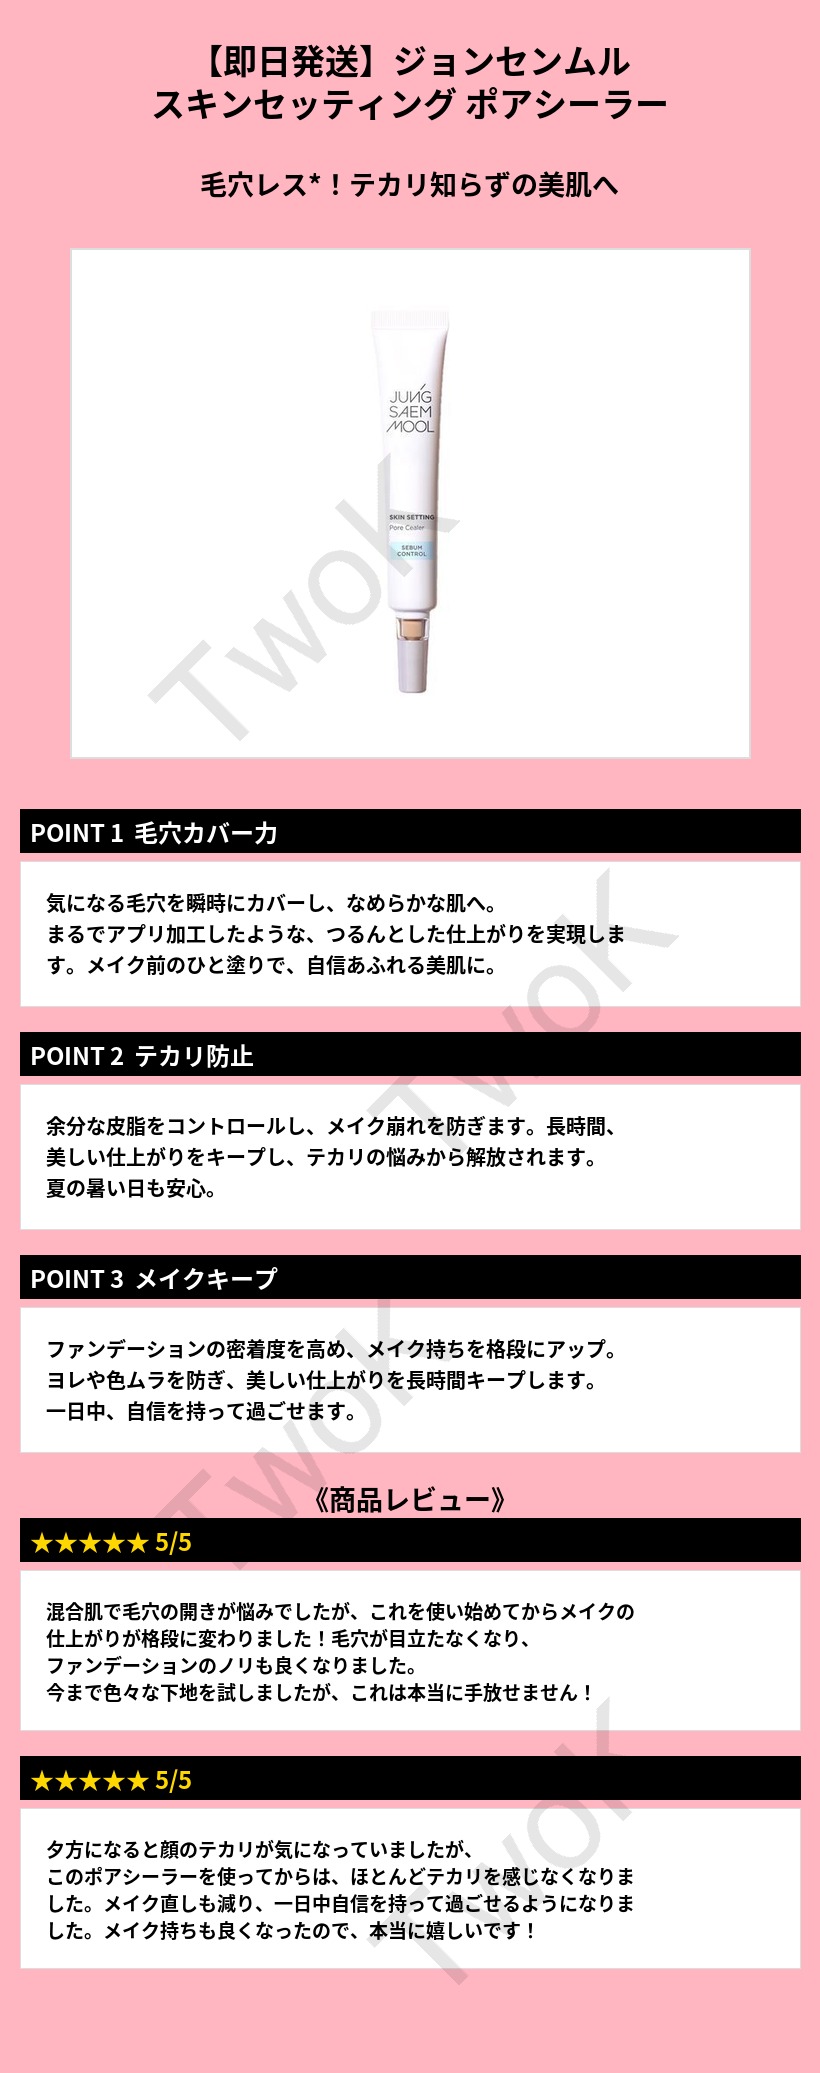 【即日発送】ジョンセンムル
スキンセッティング ポアシーラー
毛穴レス*！テカリ知らずの美肌へ
JUNG
SAEM
MOOL
SKIN SETTING
Pore Cealer
SEBUM
CONTROL
TwoK
POINT 1 毛穴カバー力
気になる毛穴を瞬時にカバーし、なめらかな肌へ。
まるでアプリ加工したような、つるんとした仕上がりを実現しま
す。メイク前のひと塗りで、自信あふれる美肌に。
TwoK
POINT 2 テカリ防止
余分な皮脂をコントロールし、メイク崩れを防ぎます。長時間、
美しい仕上がりをキープし、テカリの悩みから解放されます。
夏の暑い日も安心。
POINT 3 メイクキープ
ファンデーションの密着度を高め、メイク持ちを格段にアップ。
ヨレや色ムラを防ぎ、美しい仕上がりを長時間キープします。
一日中、自信を持って過ごせます。
TwoK
《商品レビュー》
★★★★★ 5/5
混合肌で毛穴の開きが悩みでしたが、これを使い始めてからメイクの
仕上がりが格段に変わりました！毛穴が目立たなくなり、
ファンデーションのノリも良くなりました。
今まで色々な下地を試しましたが、これは本当に手放せません！
★★★★★ 5/5
夕方になると顔のテカリが気になっていましたが、
このポアシーラーを使ってからは、ほとんどテカリを感じなくなりま
した。メイク直しも減り、一日中自信を持って過ごせるようになりま
した。メイク持ちも良くなったので、本当に嬉しいです！
TwoK